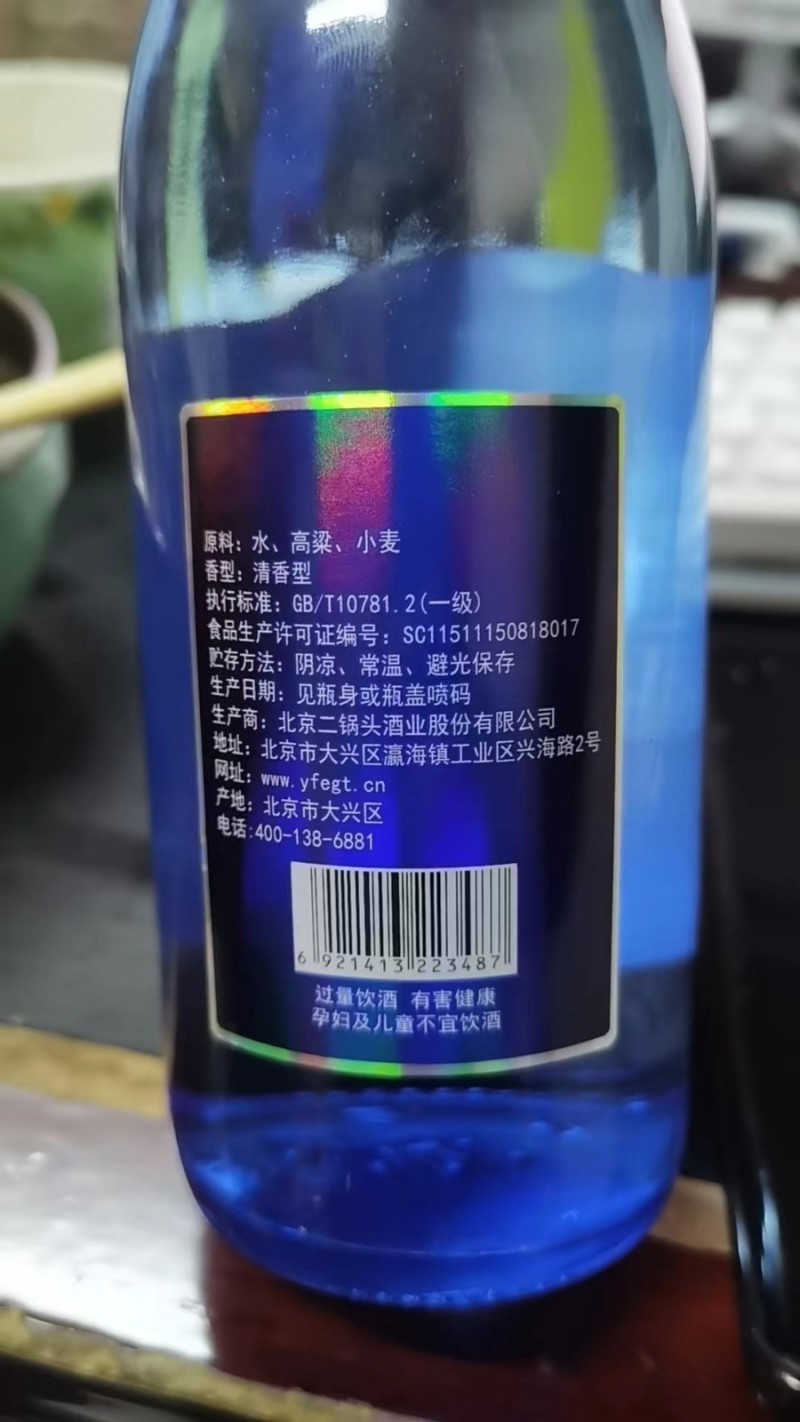 原料：水、高粱、小麦
香型：清香型
执行标准：GB/T10781.2(一级)
食品生产许可证编号：SC11511150818017
贮存方法：阴凉、常温、避光保存
生产日期：见瓶身或瓶盖喷码
生产商：北京二锅头酒业股份有限公司
地址：北京市大兴区瀛海镇工业区兴海路2号
网址：www.yfegt.cn
产地：北京市大兴区
电话:400-138-6881
6 921413 223487
过量饮酒 有害健康
孕妇及儿童不宜饮酒